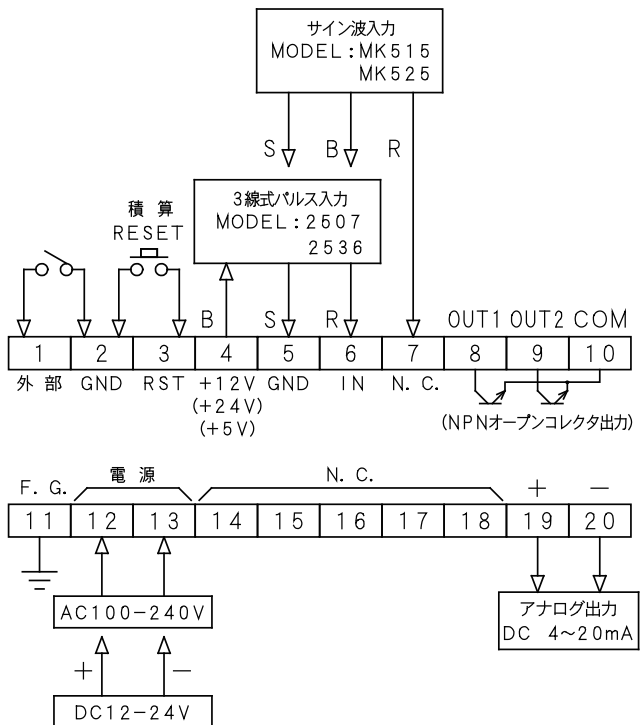 サイン波入力
MODEL:MK515
MK525
S B R
3線式パルス入力
MODEL:2507
2536
積 算
RESET
B S R OUT1 OUT2 COM
1 2 3 4 5 6 7 8 9 10
外 部 GND RST +12V GND IN N. C.
(+24V)
(+5V)
(NPNオープンコレクタ出力)
F. G. 電 源 N. C. + −
11 12 13 14 15 16 17 18 19 20
AC100-240V
+ −
DC12-24V
アナログ出力
DC 4~20mA